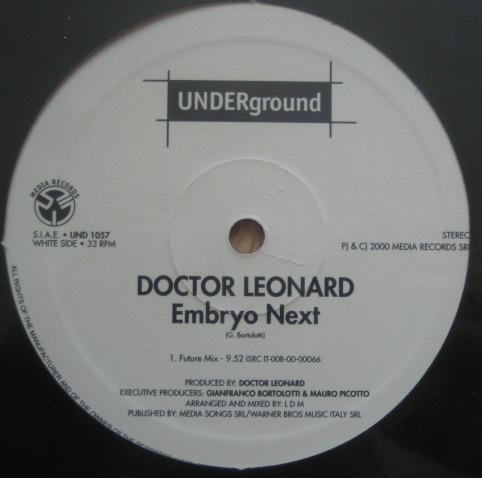 UNDERground
MEDIA RECORDS
S.I.A.E. • UND 1057
WHITE SIDE • 33 RPM
STEREO
P) & C) 2000 MEDIA RECORDS SRL
DOCTOR LEONARD
Embryo Next
(G. Bortolotti)
1. Future Mix - 9.52 ISRC IT-008-00-00066
PRODUCED BY: DOCTOR LEONARD
EXECUTIVE PRODUCERS: GIANFRANCO BORTOLOTTI & MAURO PICOTTO
ARRANGED AND MIXED BY: L D M
PUBLISHED BY: MEDIA SONGS SRL/WARNER BROS MUSIC ITALY SRL
ALL RIGHTS OF THE MANUFACTURER AND OF THE OWNER OF THE